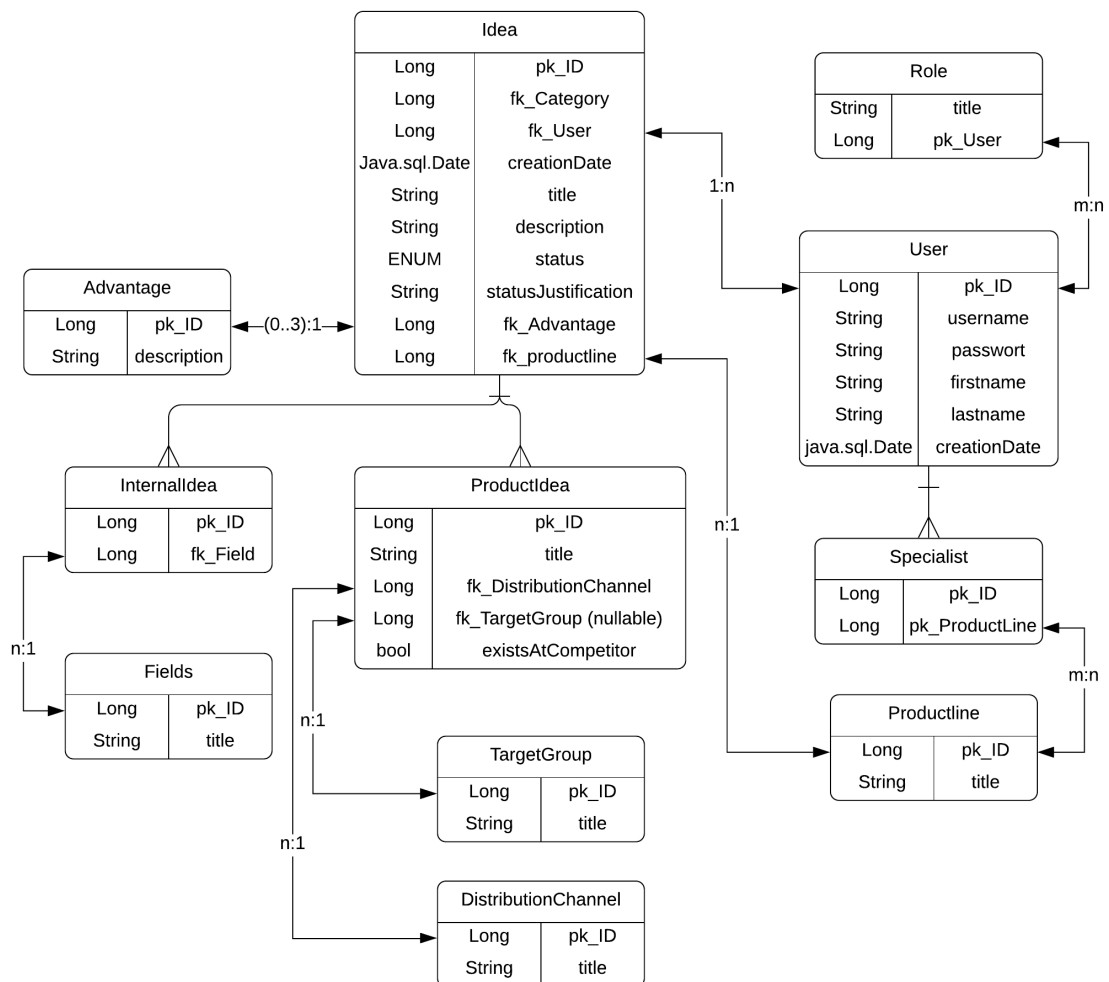 Idea
Long pk_ID
Long fk_Category
Long fk_User
Java.sql.Date creationDate
String title
String description
ENUM status
String statusJustification
Long fk_Advantage
Long fk_productline
Role
String title
Long pk_User
1:n
m:n
User
Long pk_ID
String username
String passwort
String firstname
String lastname
java.sql.Date creationDate
Advantage
Long pk_ID
String description
(0..3):1
InternalIdea
Long pk_ID
Long fk_Field
ProductIdea
Long pk_ID
String title
Long fk_DistributionChannel
Long fk_TargetGroup (nullable)
bool existsAtCompetitor
n:1
Specialist
Long pk_ID
Long pk_ProductLine
n:1
m:n
Fields
Long pk_ID
String title
n:1
Productline
Long pk_ID
String title
TargetGroup
Long pk_ID
String title
n:1
DistributionChannel
Long pk_ID
String title